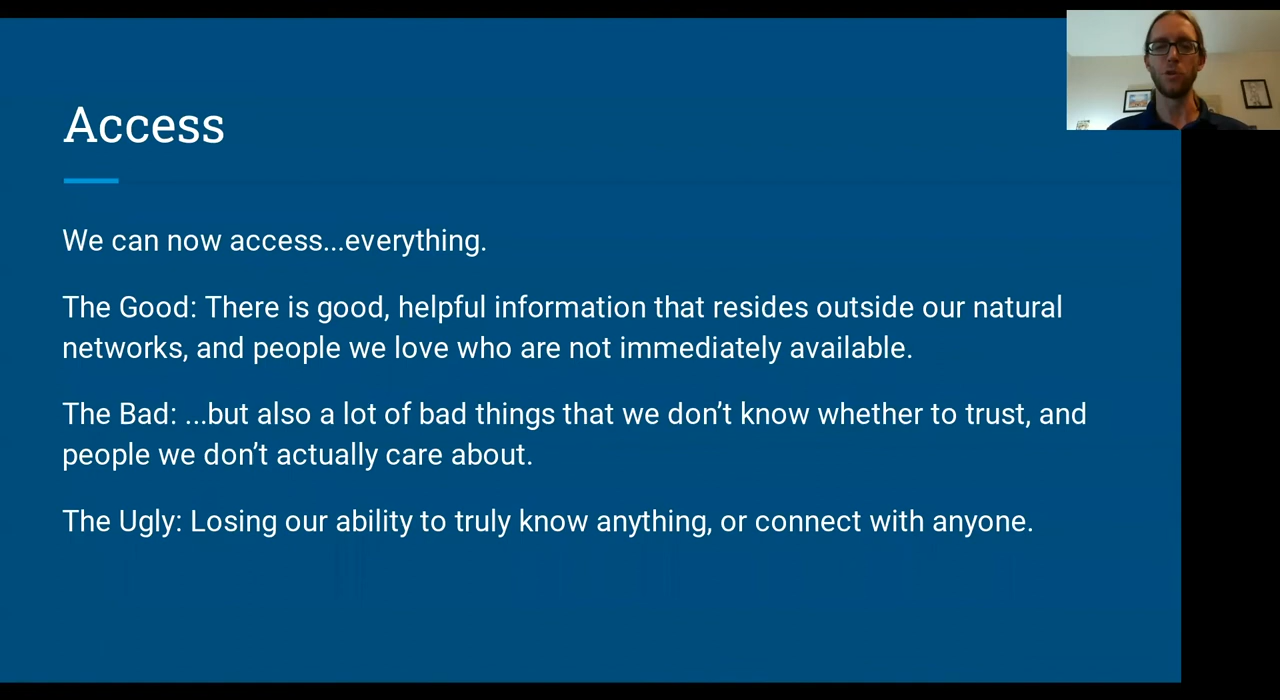 Access
We can now access...everything.
The Good: There is good, helpful information that resides outside our natural
networks, and people we love who are not immediately available.
The Bad: ...but also a lot of bad things that we don’t know whether to trust, and
people we don’t actually care about.
The Ugly: Losing our ability to truly know anything, or connect with anyone.